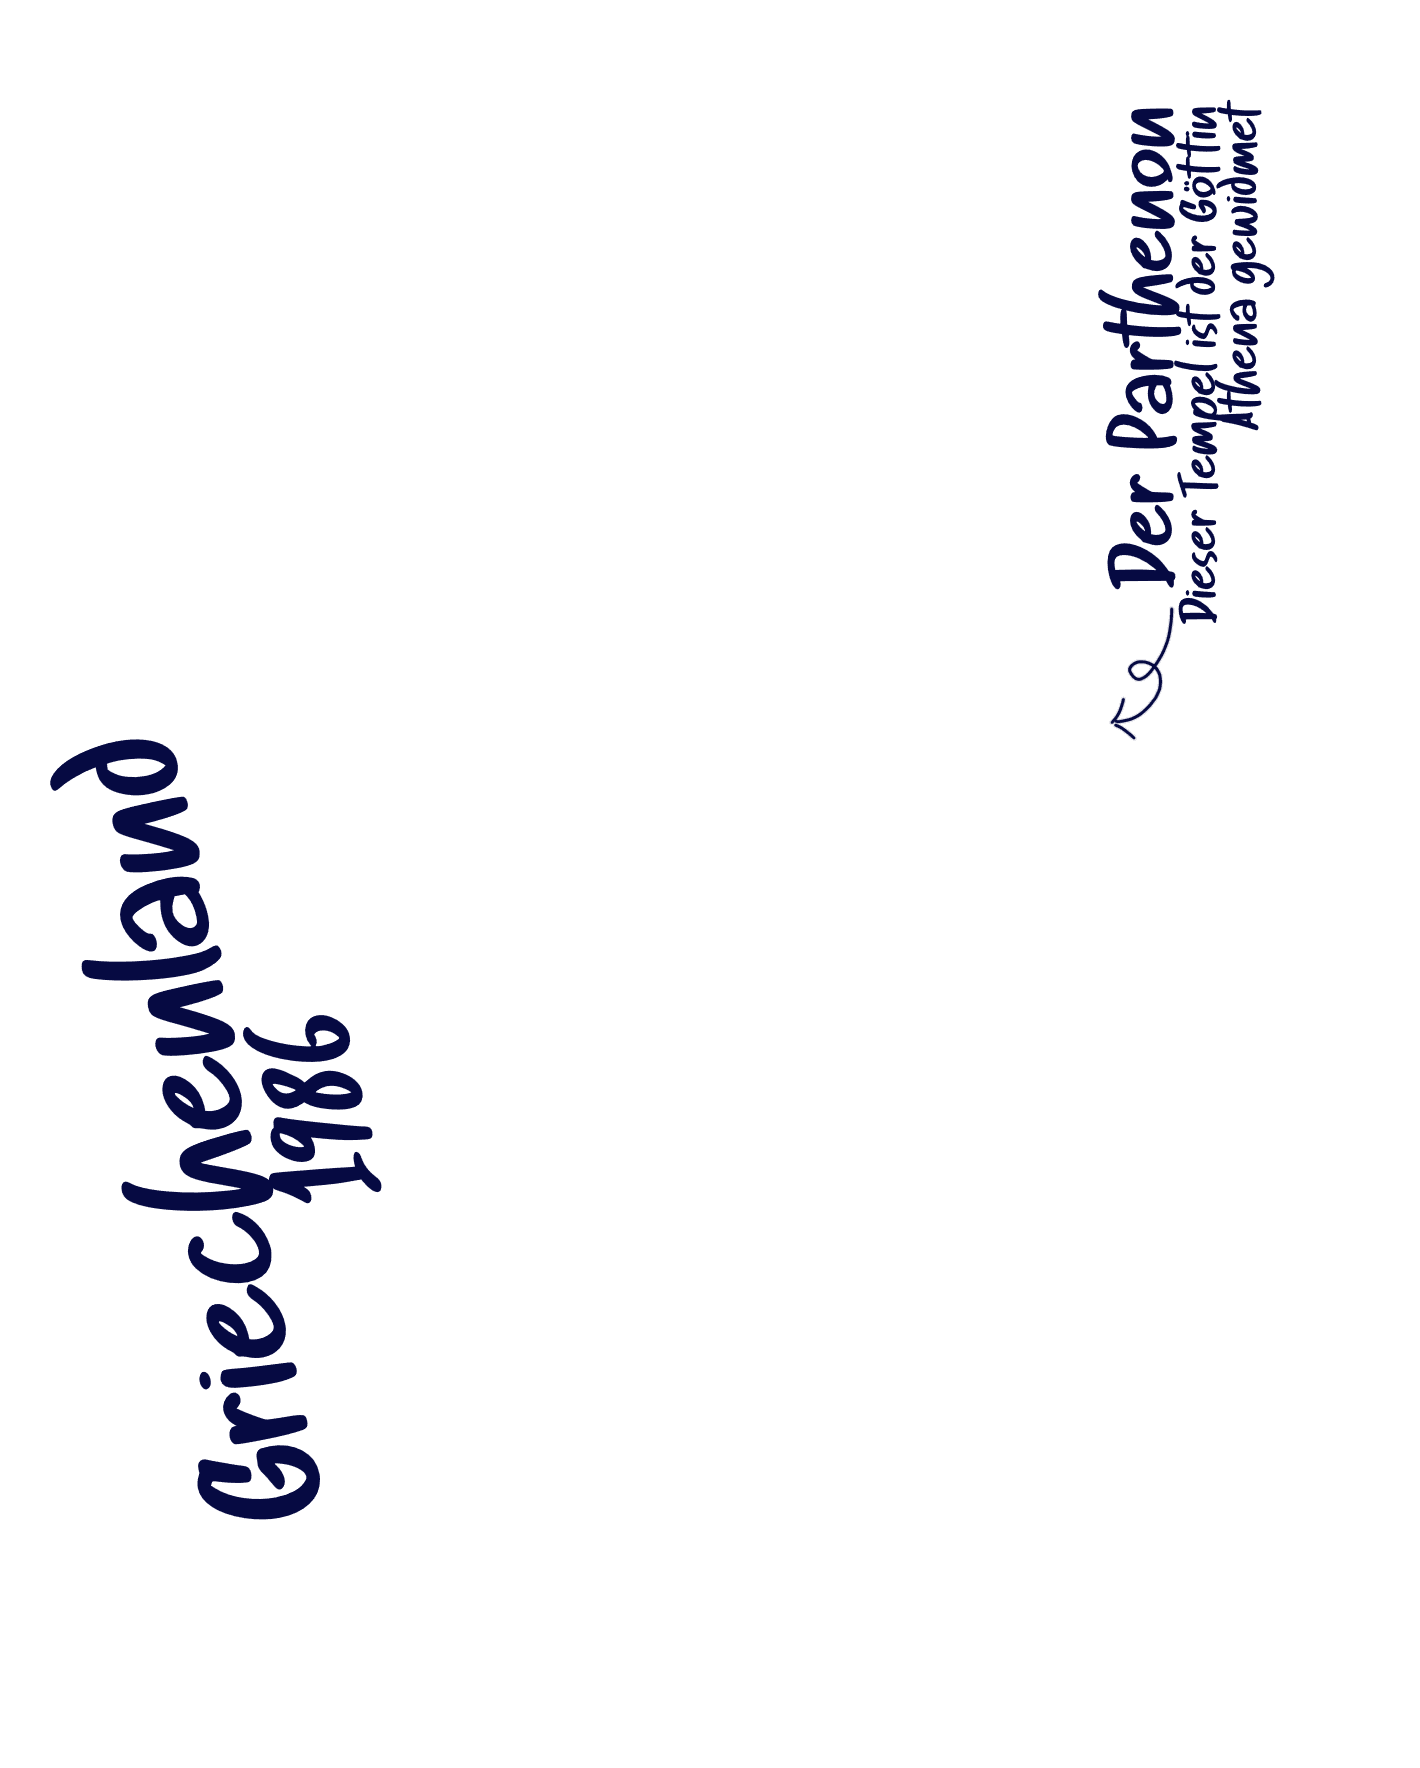 Griechenland
1986
Der Parthenon
Dieser Tempel ist der Göttin
Athena gewidmet